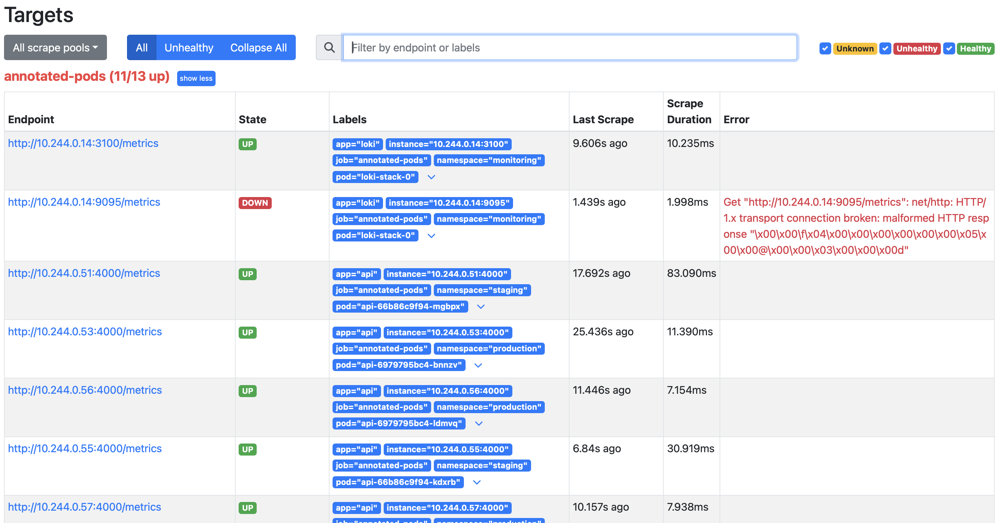 Targets
All scrape pools All Unhealthy Collapse All Filter by endpoint or labels Unknown Unhealthy Healthy
annotated-pods (11/13 up) show less
Endpoint State Labels Last Scrape Scrape Duration Error
http://10.244.0.14:3100/metrics UP app="loki" instance="10.244.0.14:3100" 9.606s ago 10.235ms
job="annotated-pods" namespace="monitoring"
pod="loki-stack-0"
http://10.244.0.14:9095/metrics DOWN app="loki" instance="10.244.0.14:9095" 1.439s ago 1.998ms Get "http://10.244.0.14:9095/metrics": net/http: HTTP/
job="annotated-pods" namespace="monitoring" 1.x transport connection broken: malformed HTTP resp
pod="loki-stack-0" onse "\x00\x00\f\x04\x00\x00\x00\x00\x00\x00\x05\x
00\x00@\x00\x00\x03\x00\x00\x00d"
http://10.244.0.51:4000/metrics UP app="api" instance="10.244.0.51:4000" 17.692s ago 83.090ms
job="annotated-pods" namespace="staging"
pod="api-66b86c9f94-mgbpx"
http://10.244.0.53:4000/metrics UP app="api" instance="10.244.0.53:4000" 25.436s ago 11.390ms
job="annotated-pods" namespace="production"
pod="api-6979795bc4-bnnzv"
http://10.244.0.56:4000/metrics UP app="api" instance="10.244.0.56:4000" 11.446s ago 7.154ms
job="annotated-pods" namespace="production"
pod="api-6979795bc4-ldmvq"
http://10.244.0.55:4000/metrics UP app="api" instance="10.244.0.55:4000" 6.84s ago 30.919ms
job="annotated-pods" namespace="staging"
pod="api-66b86c9f94-kdxrb"
http://10.244.0.57:4000/metrics UP app="api" instance="10.244.0.57:4000" 10.157s ago 7.938ms
job="annotated-pods" namespace="production"